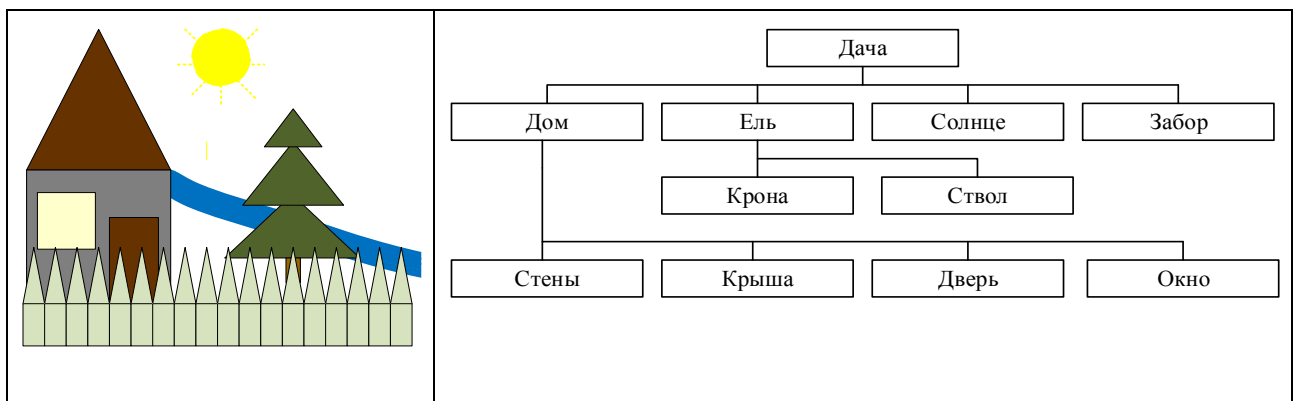 Дача
Дом Ель Солнце Забор
Крона Ствол
Стены Крыша Дверь Окно